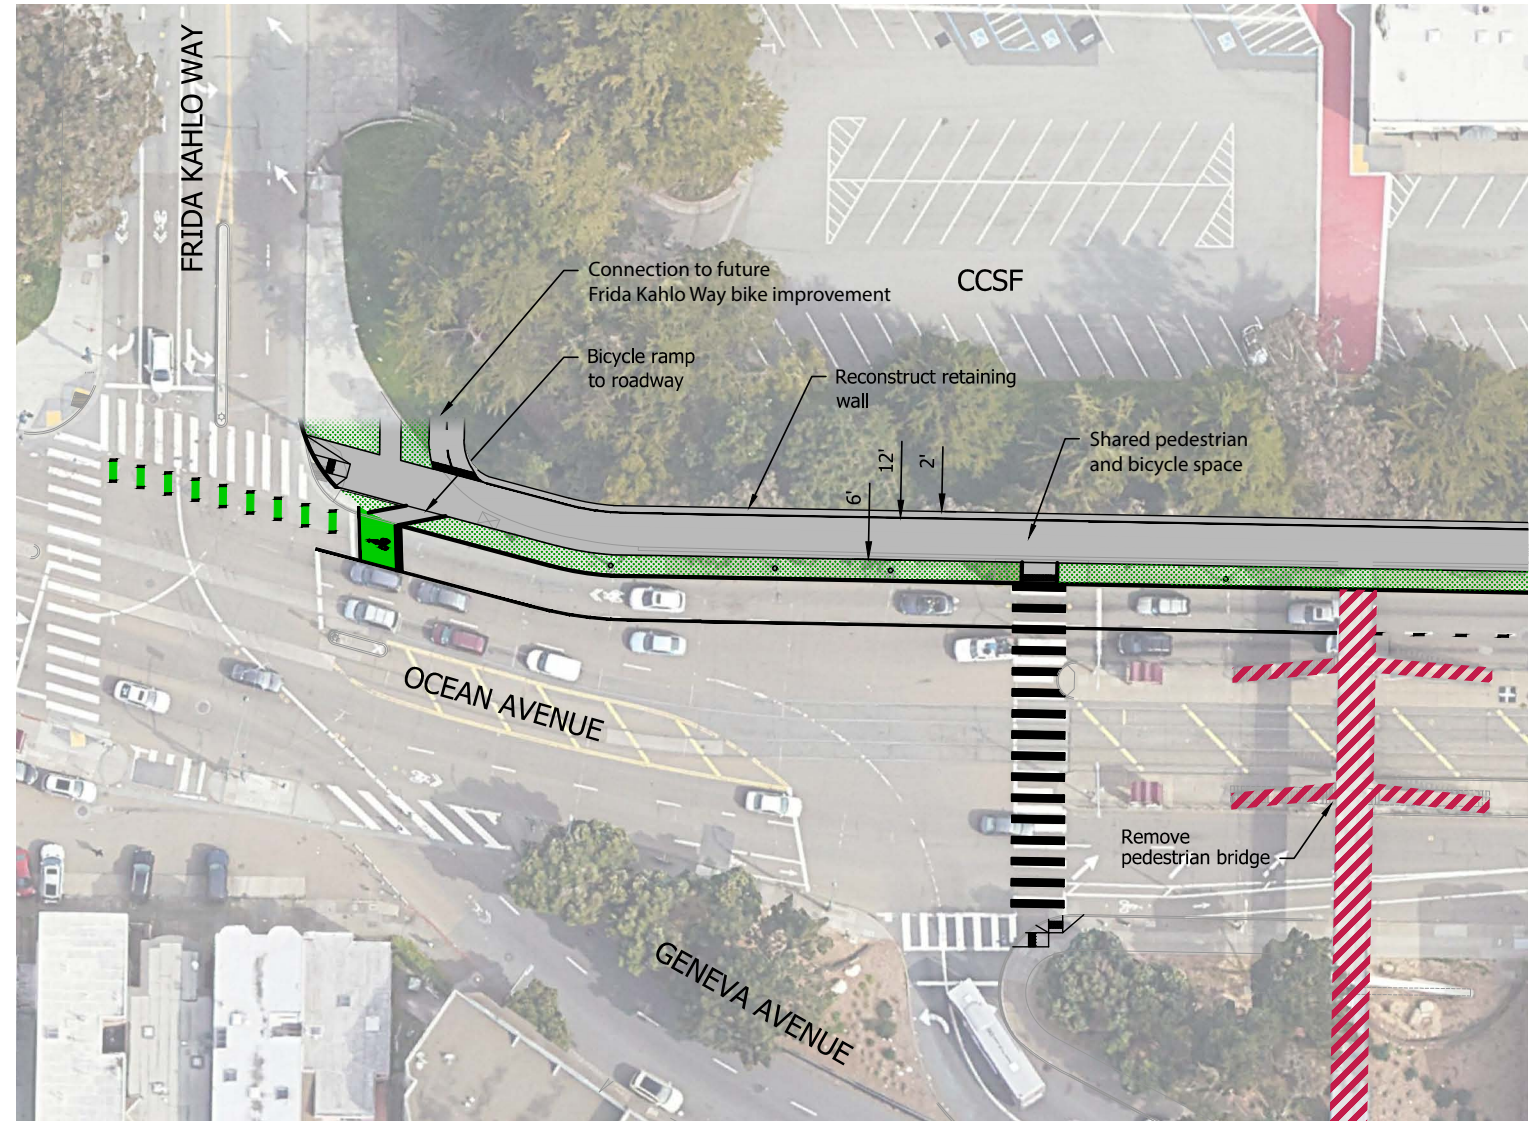 FRIDA KAHLO WAY
Connection to future
Frida Kahlo Way bike improvement
CCSF
Bicycle ramp
to roadway
Reconstruct retaining
wall
Shared pedestrian
and bicycle space
12'
2'
6'
OCEAN AVENUE
Remove
pedestrian bridge
GENEVA AVENUE